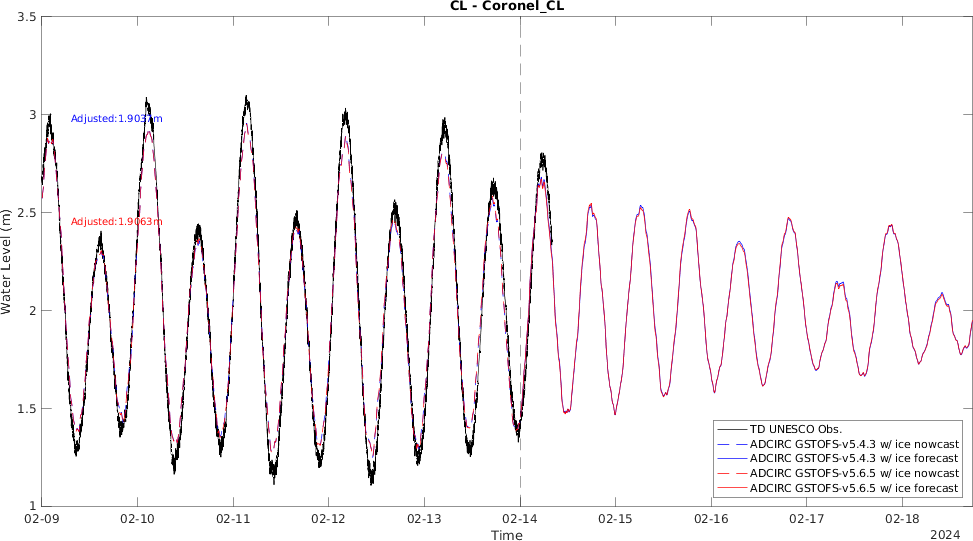 CL - Coronel_CL
3.5
3
2.5
2
1.5
1
Water Level (m)
Adjusted:1.9037m
Adjusted:1.9063m
TD UNESCO Obs.
ADCIRC GSTOFS-v5.4.3 w/ ice nowcast
ADCIRC GSTOFS-v5.4.3 w/ ice forecast
ADCIRC GSTOFS-v5.6.5 w/ ice nowcast
ADCIRC GSTOFS-v5.6.5 w/ ice forecast
02-09 02-10 02-11 02-12 02-13 02-14 02-15 02-16 02-17 02-18
Time
2024